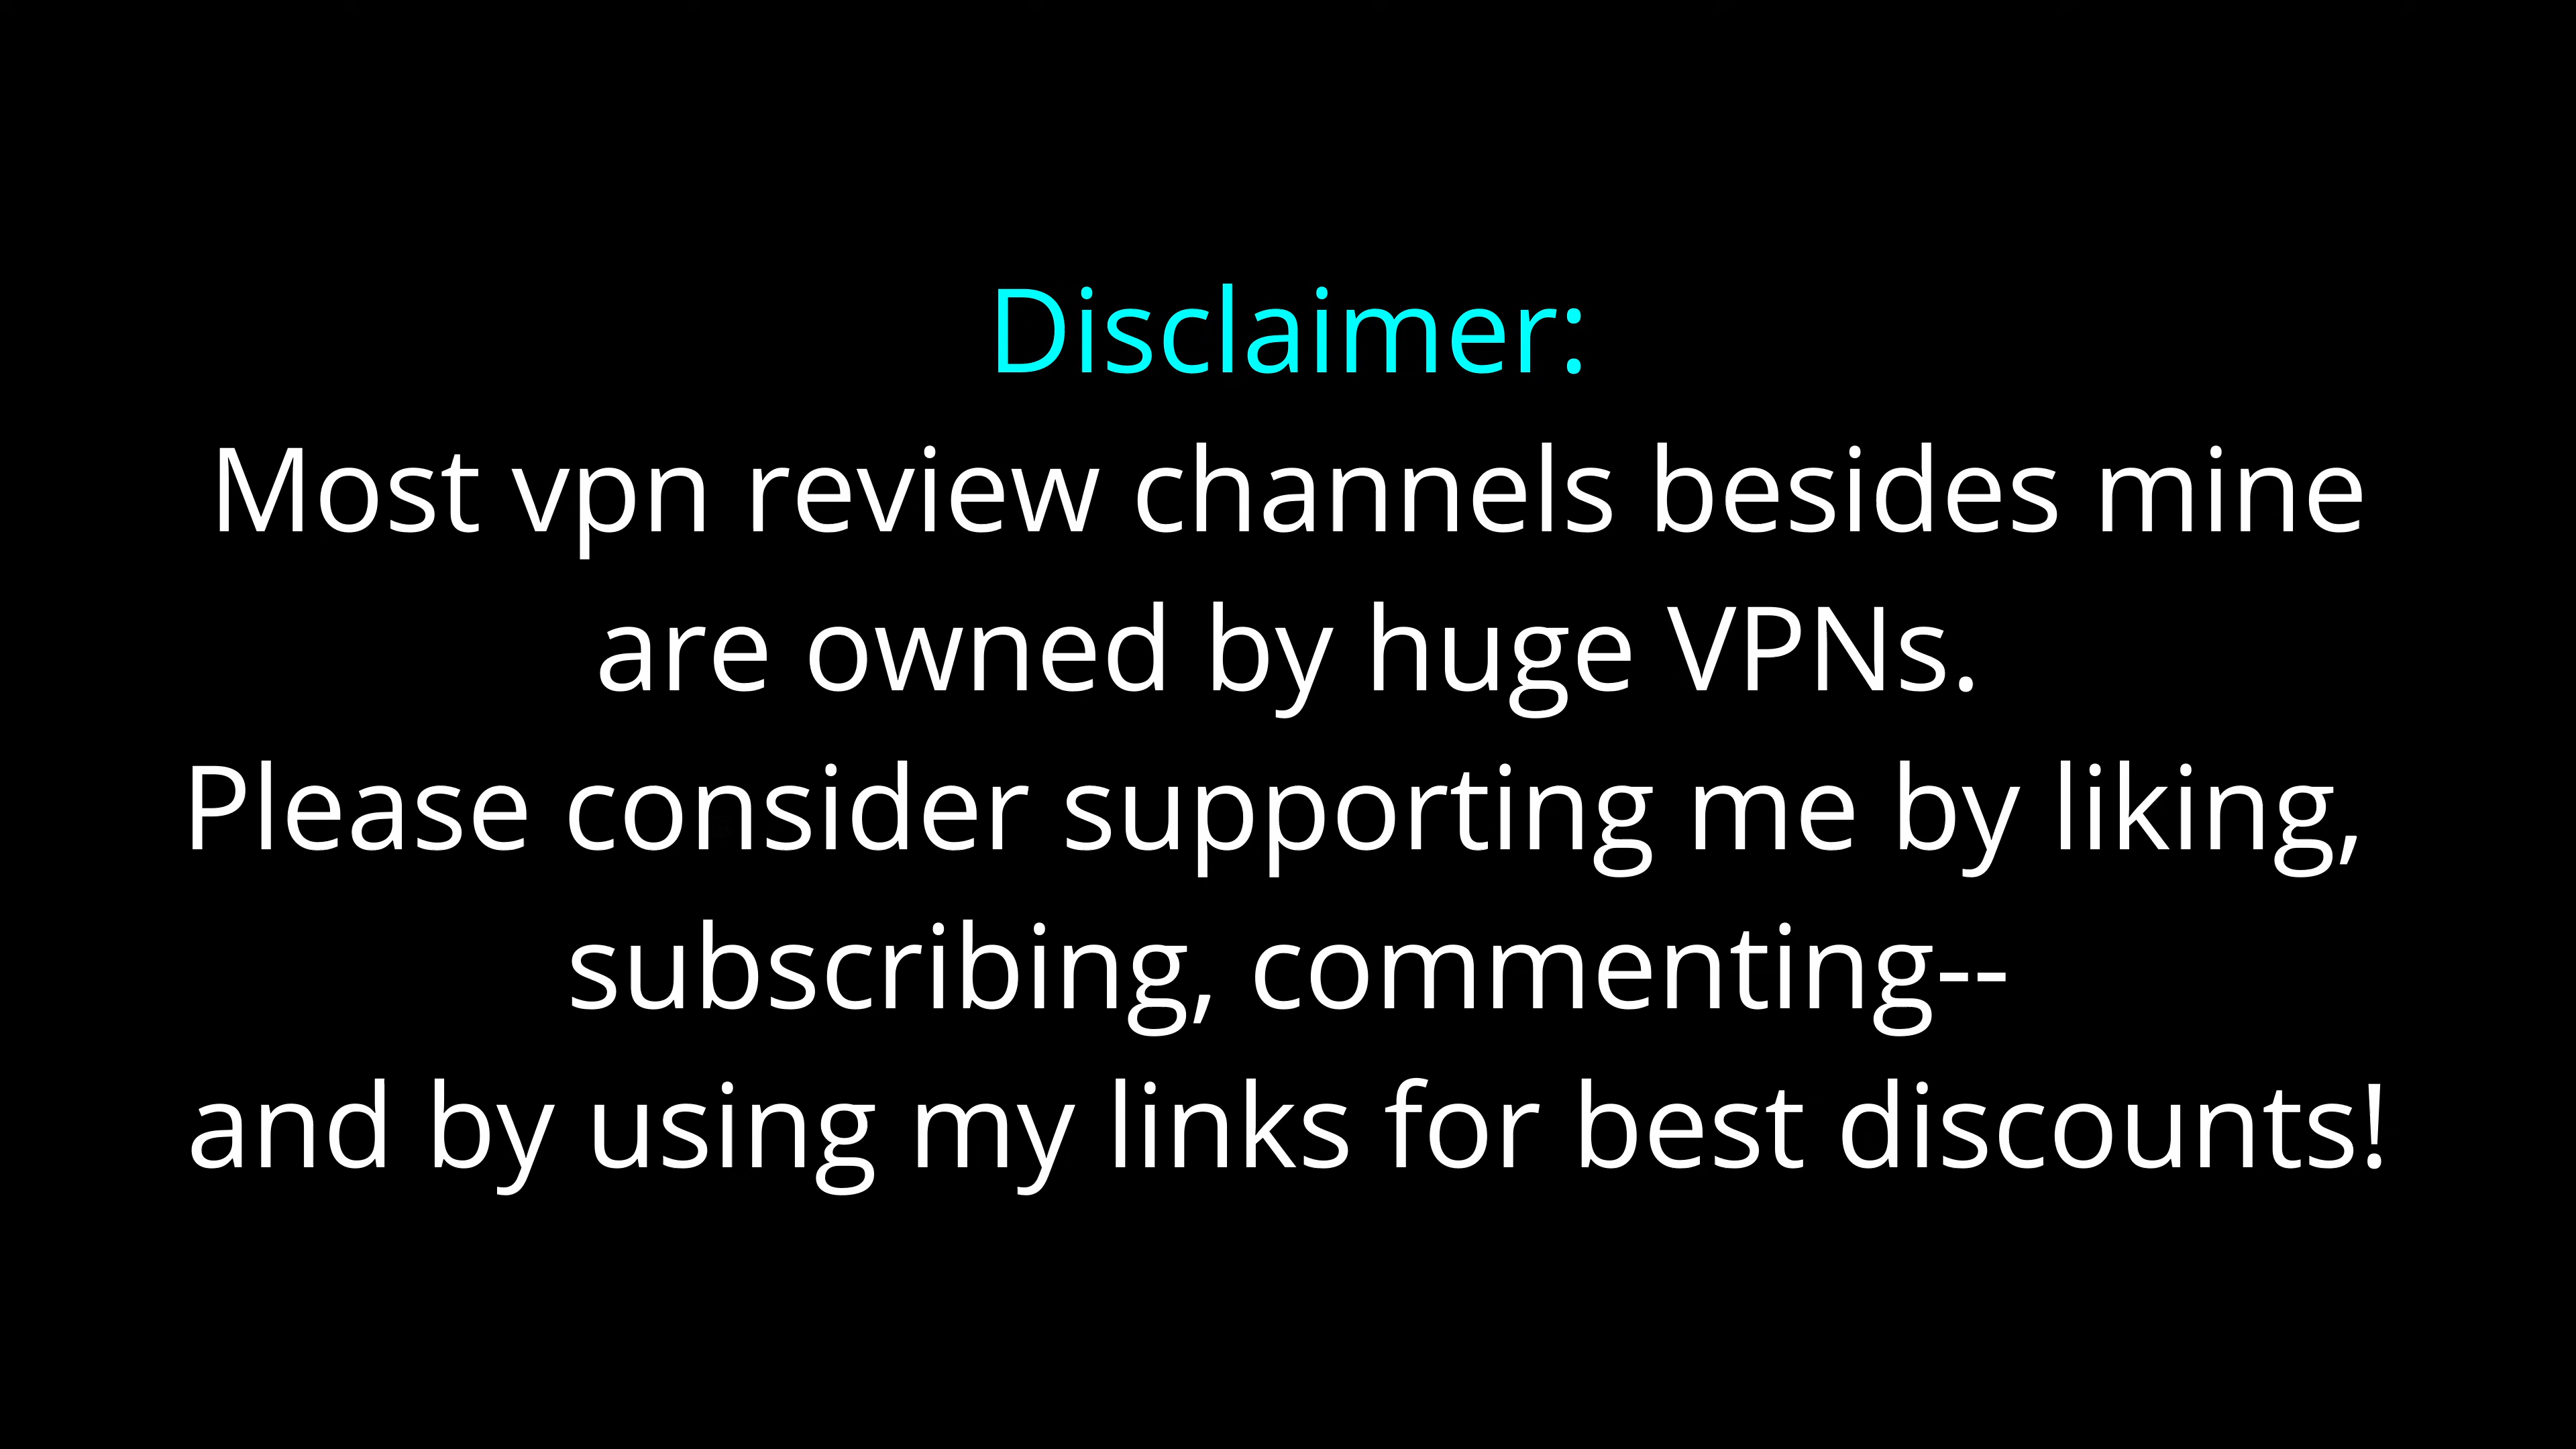 Disclaimer:
Most vpn review channels besides mine
are owned by huge VPNs.
Please consider supporting me by liking,
subscribing, commenting--
and by using my links for best discounts!